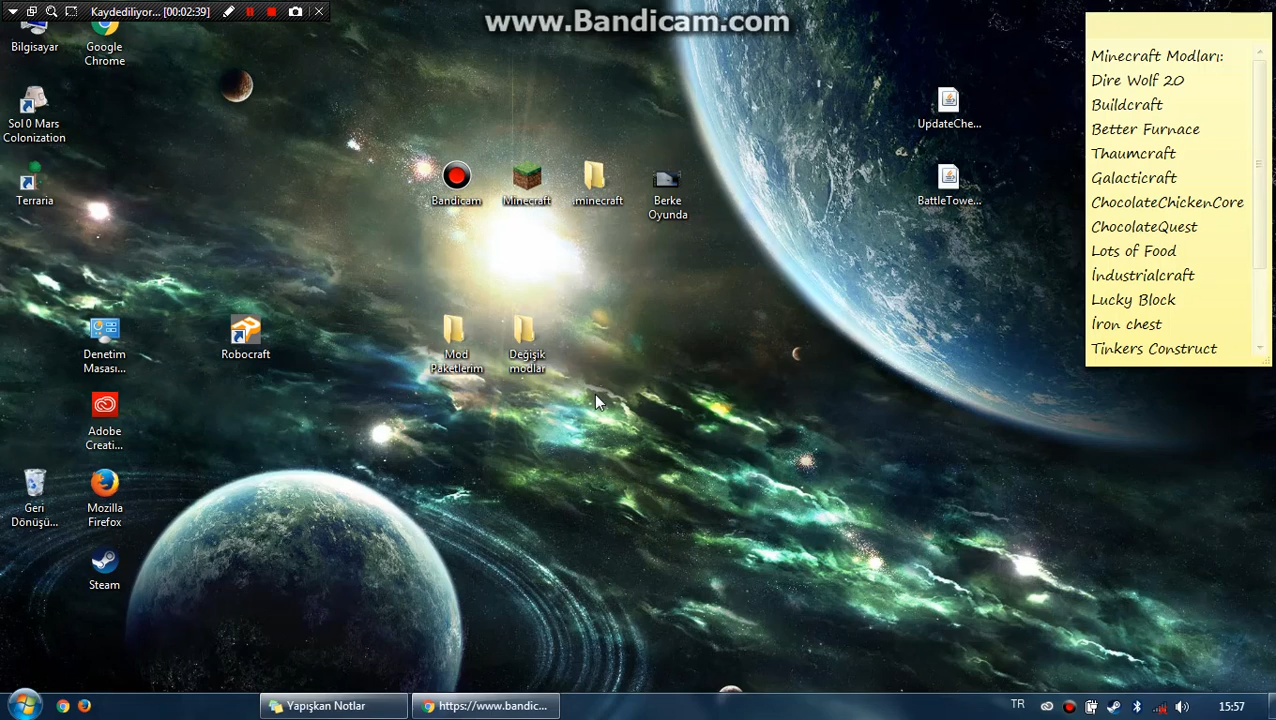 Kaydediliyor... [00:02:39]
www.Bandicam.com
Bilgisayar
Google
Chrome
Sol 0 Mars
Colonization
Terraria
Bandicam
Minecraft
.minecraft
Berke
Oyunda
UpdateChe...
BattleTowe...
Minecraft Modları:
Dire Wolf 20
Buildcraft
Better Furnace
Thaumcraft
Galacticraft
ChocolateChickenCore
ChocolateQuest
Lots of Food
İndustrialcraft
Lucky Block
İron chest
Tinkers Construct
Denetim
Masası...
Robocraft
Mod
Paketlerim
Değişik
modlar
Adobe
Creati...
Geri
Dönüşü...
Mozilla
Firefox
Steam
Yapışkan Notlar
https://www.bandic...
TR
15:57